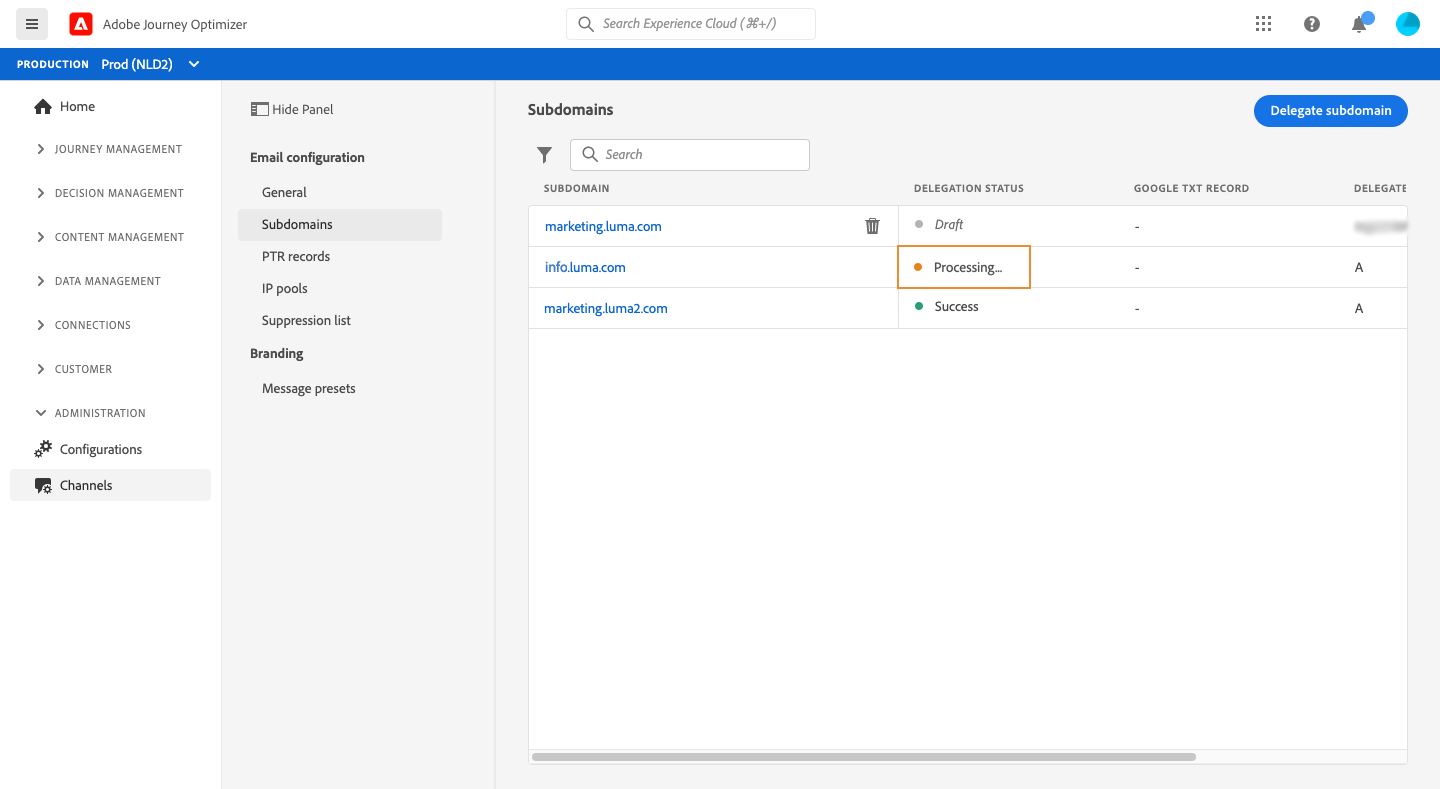 Adobe Journey Optimizer
Search Experience Cloud (⌘+/)
PRODUCTION Prod (NLD2)
Home
JOURNEY MANAGEMENT
DECISION MANAGEMENT
CONTENT MANAGEMENT
DATA MANAGEMENT
CONNECTIONS
CUSTOMER
ADMINISTRATION
Configurations
Channels
Hide Panel
Email configuration
General
Subdomains
PTR records
IP pools
Suppression list
Branding
Message presets
Subdomains
Delegate subdomain
Search
SUBDOMAIN DELEGATION STATUS GOOGLE TXT RECORD DELEGATE
marketing.luma.com Draft -
info.luma.com Processing... - A
marketing.luma2.com Success - A